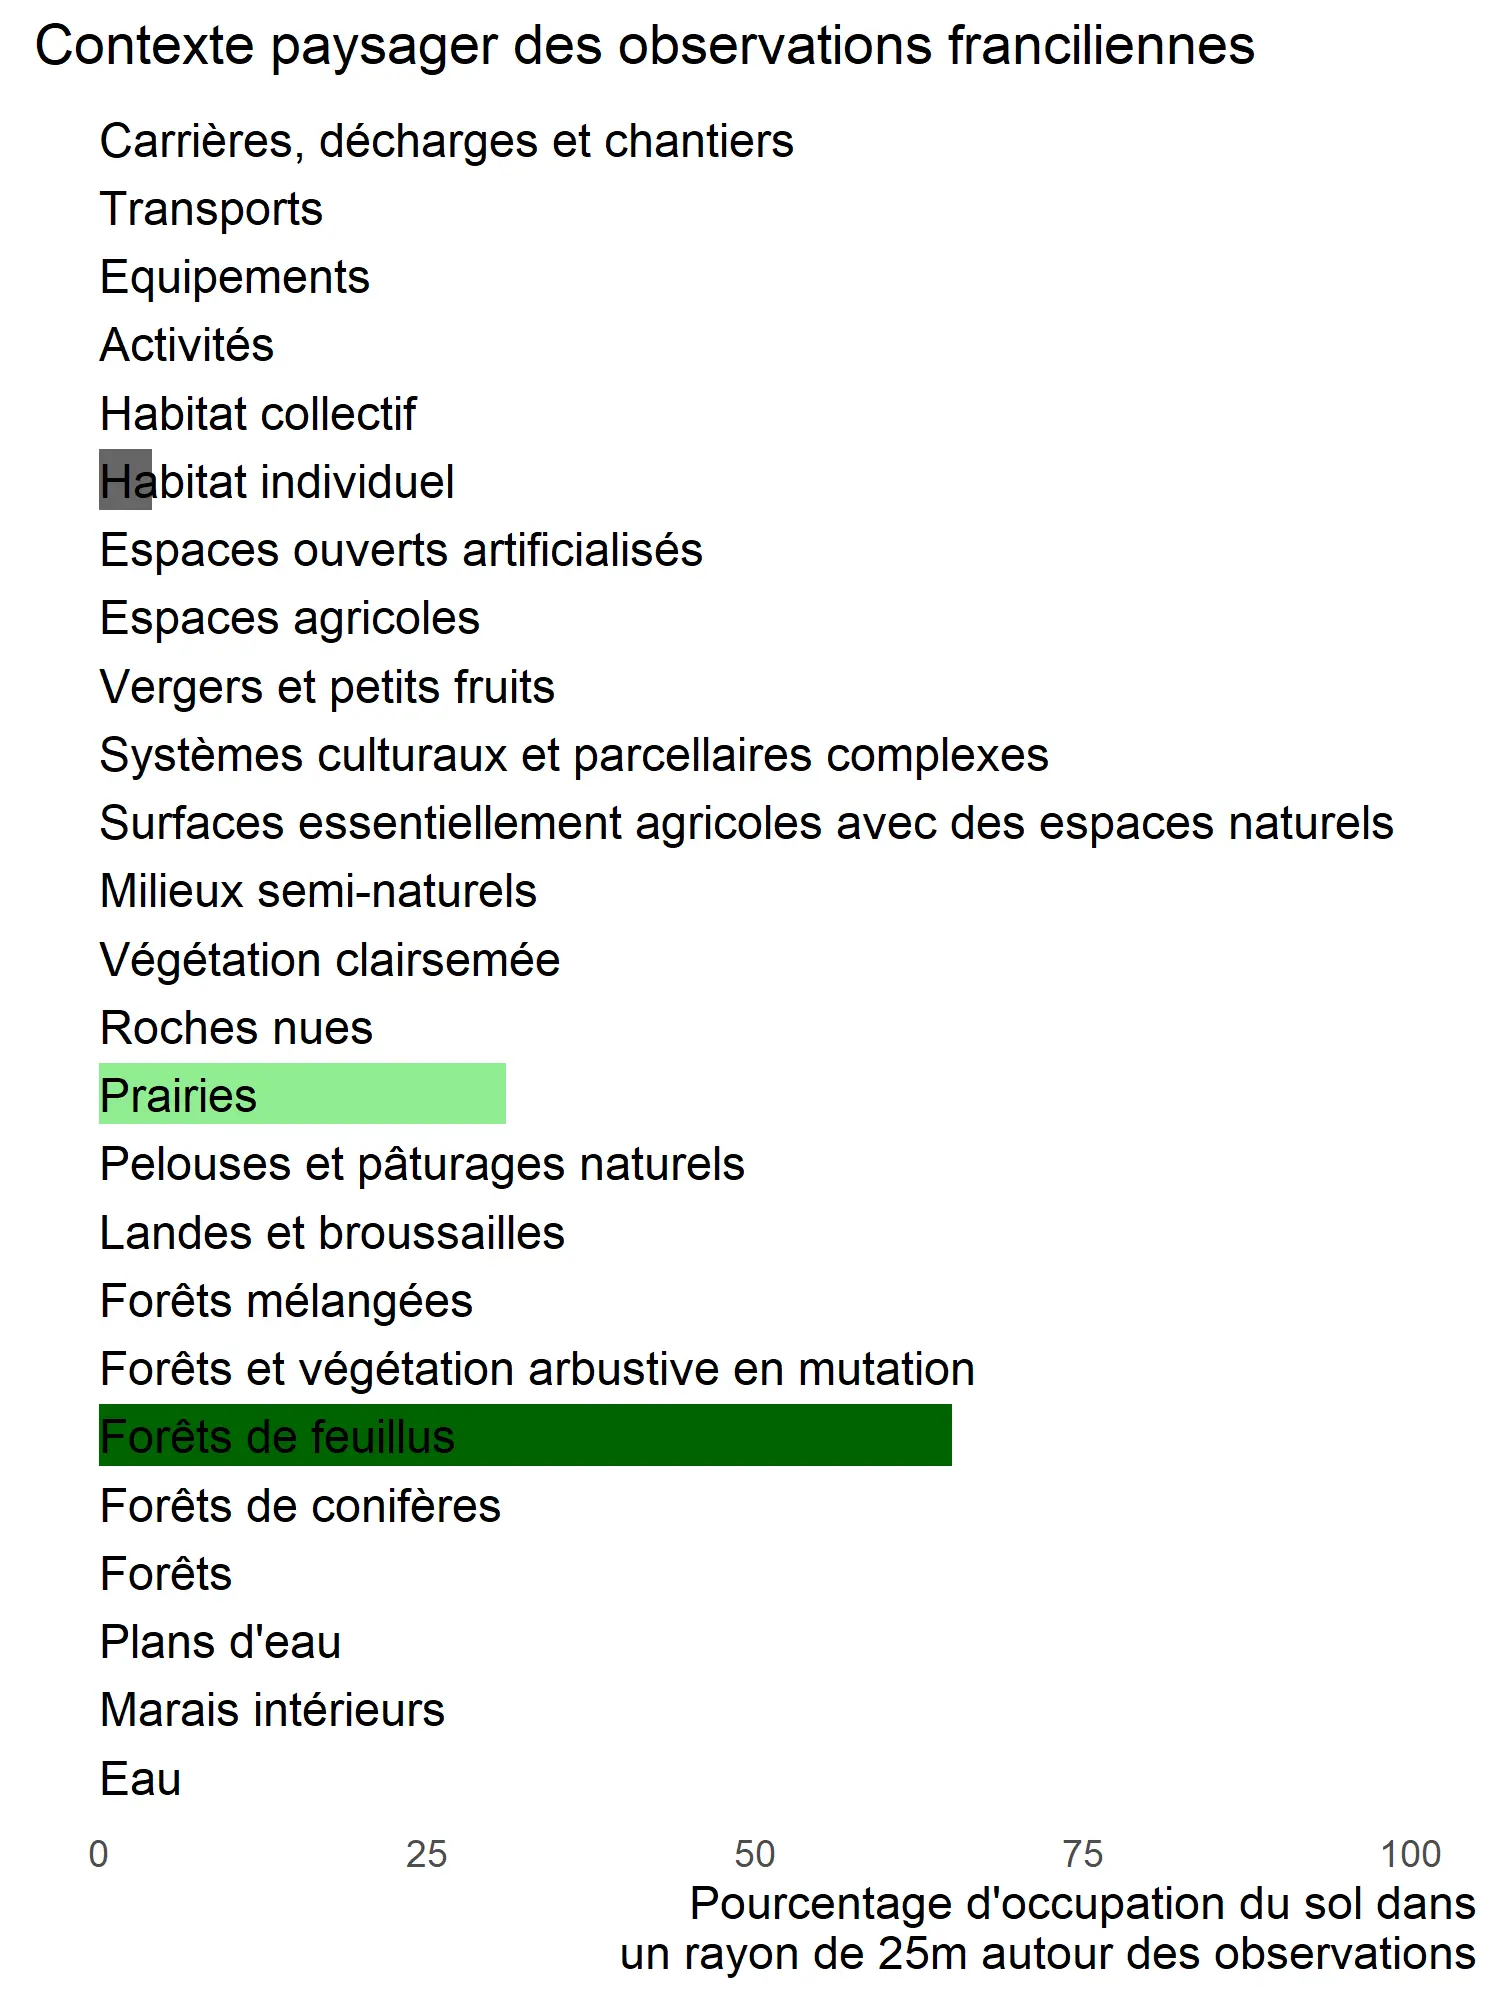 Contexte paysager des observations franciliennes
Carrières, décharges et chantiers
Transports
Equipements
Activités
Habitat collectif
Habitat individuel
Espaces ouverts artificialisés
Espaces agricoles
Vergers et petits fruits
Systèmes culturaux et parcellaires complexes
Surfaces essentiellement agricoles avec des espaces naturels
Milieux semi-naturels
Végétation clairsemée
Roches nues
Prairies
Pelouses et pâturages naturels
Landes et broussailles
Forêts mélangées
Forêts et végétation arbustive en mutation
Forêts de feuillus
Forêts de conifères
Forêts
Plans d'eau
Marais intérieurs
Eau
0 25 50 75 100
Pourcentage d'occupation du sol dans
un rayon de 25m autour des observations